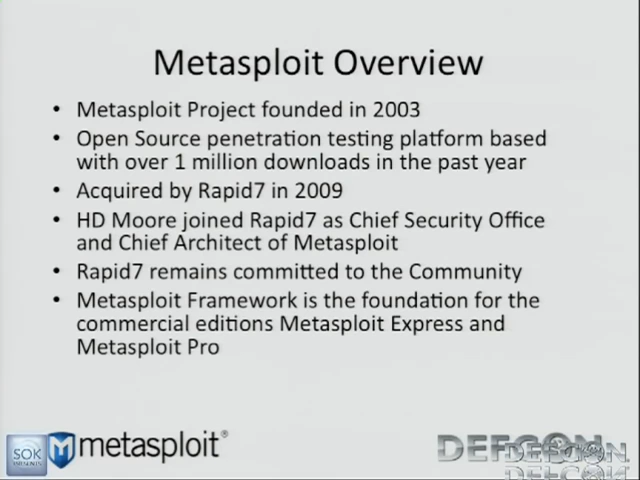 Metasploit Overview
• Metasploit Project founded in 2003
• Open Source penetration testing platform based
with over 1 million downloads in the past year
• Acquired by Rapid7 in 2009
• HD Moore joined Rapid7 as Chief Security Office
and Chief Architect of Metasploit
• Rapid7 remains committed to the Community
• Metasploit Framework is the foundation for the
commercial editions Metasploit Express and
Metasploit Pro
SOK
metasploit®
DEFCON
DEFCON